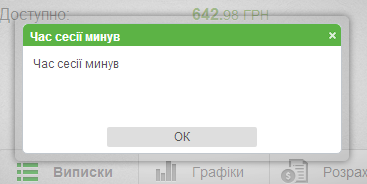 Доступно: 642.98 ГРН
Час сесії минув ×
Час сесії минув
OK
Виписки Графіки Розрах